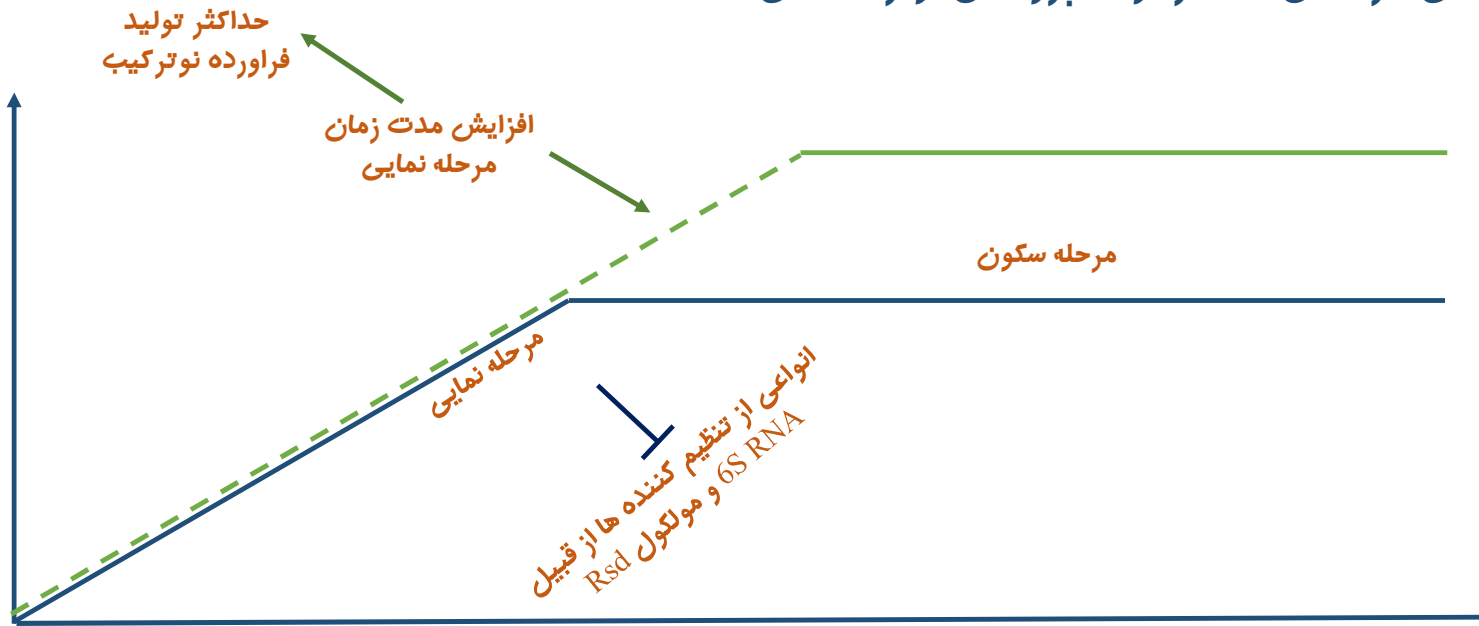 حداکثر تولید
فراورده نوترکیب
افزایش مدت زمان
مرحله نمایی
مرحله سکون
مرحله نمایی
انواعی از تنظیم کننده ها از قبیل
6S RNA و مولکول Rsd